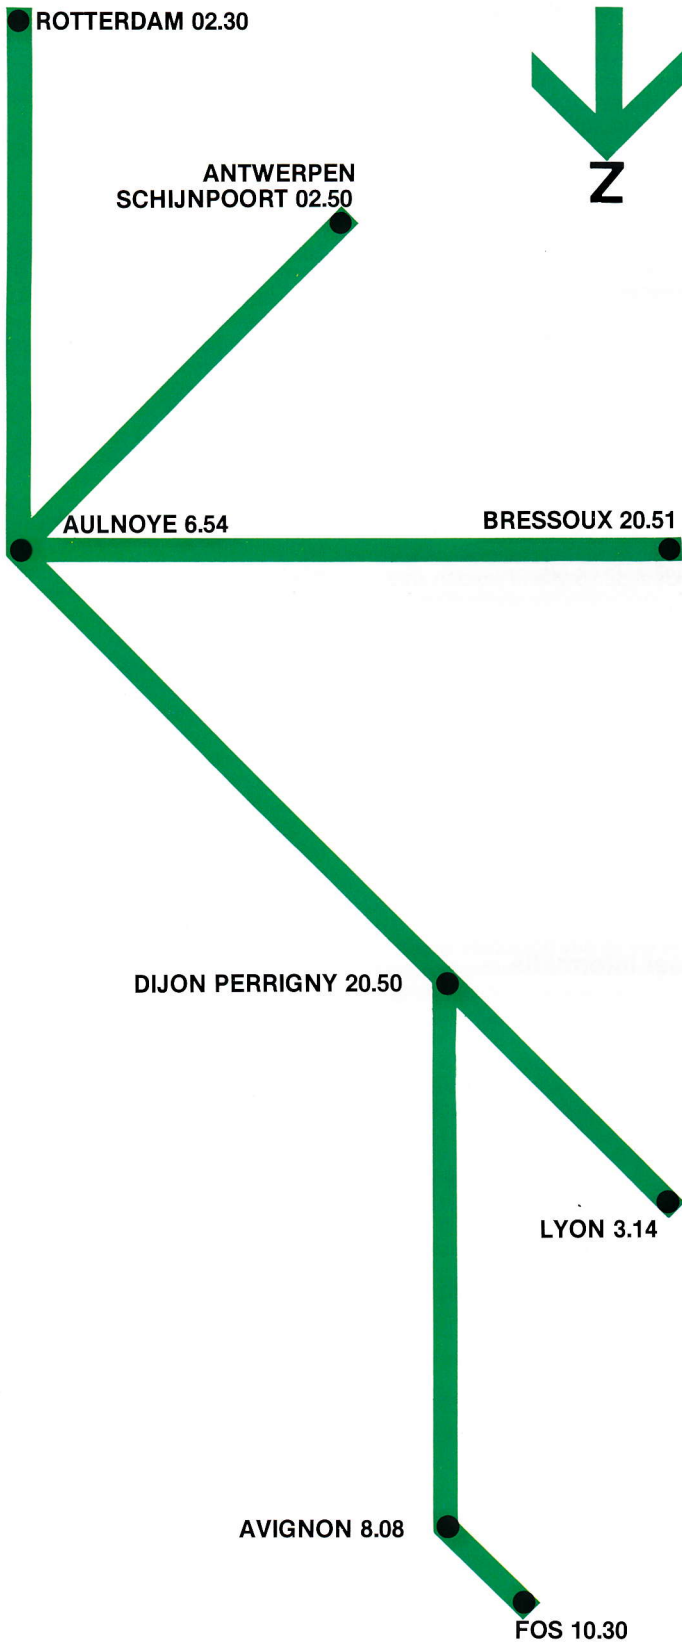 ROTTERDAM 02.30
Z
ANTWERPEN
SCHIJNPOORT 02.50
AULNOYE 6.54
BRESSOUX 20.51
DIJON PERRIGNY 20.50
LYON 3.14
AVIGNON 8.08
FOS 10.30